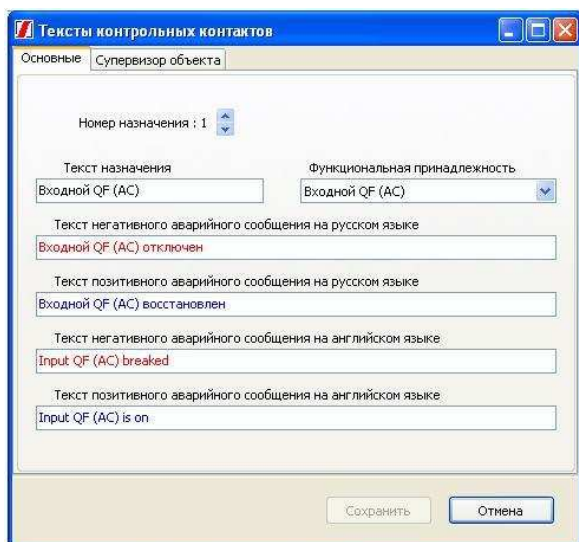 Тексты контрольных контактов
Основные Супервизор объекта
Номер назначения : 1
Текст назначения Функциональная принадлежность
Входной QF (AC) Входной QF (AC)
Текст негативного аварийного сообщения на русском языке
Входной QF (AC) отключен
Текст позитивного аварийного сообщения на русском языке
Входной QF (AC) восстановлен
Текст негативного аварийного сообщения на английском языке
Input QF (AC) breaked
Текст позитивного аварийного сообщения на английском языке
Input QF (AC) is on
Сохранить Отмена